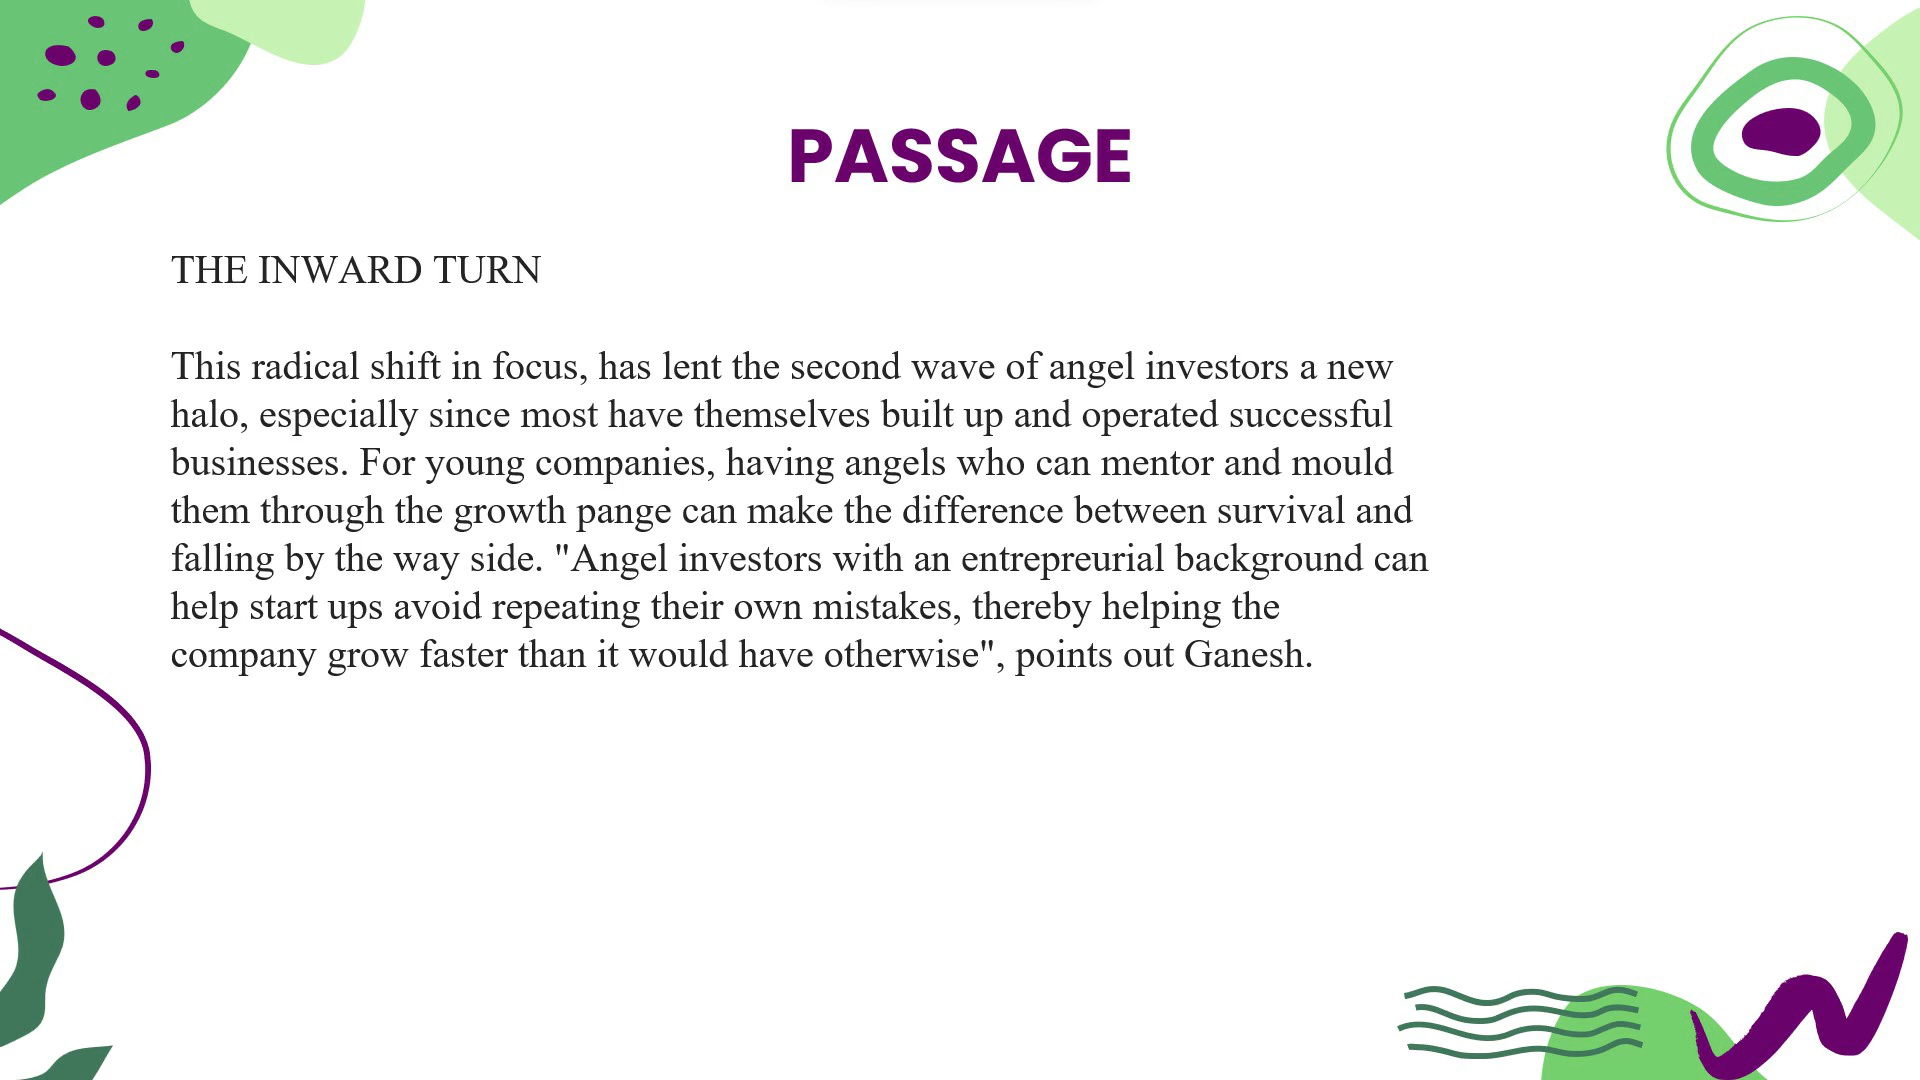 PASSAGE
THE INWARD TURN
This radical shift in focus, has lent the second wave of angel investors a new
halo, especially since most have themselves built up and operated successful
businesses. For young companies, having angels who can mentor and mould
them through the growth pange can make the difference between survival and
falling by the way side. "Angel investors with an entrepreurial background can
help start ups avoid repeating their own mistakes, thereby helping the
company grow faster than it would have otherwise", points out Ganesh.